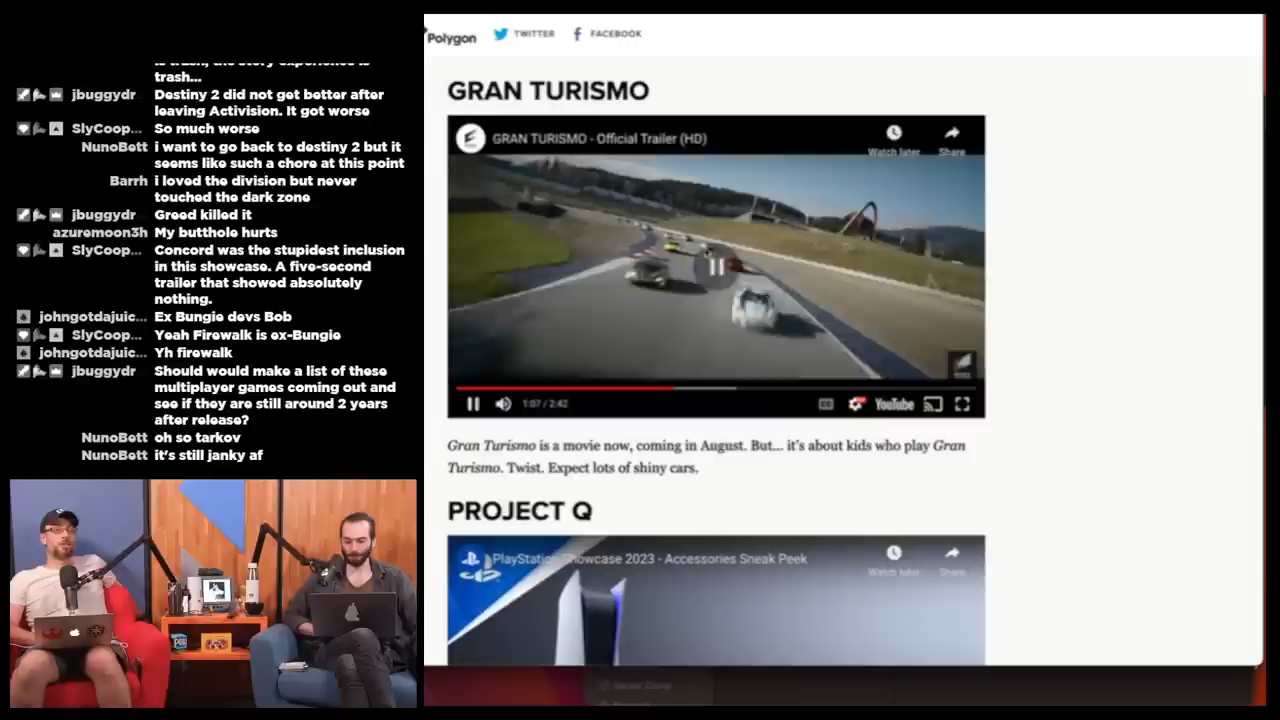 trash...
jbuggydr Destiny 2 did not get better after
leaving Activision. It got worse
SlyCoop... So much worse
NunoBett i want to go back to destiny 2 but it
seems like such a chore at this point
Barrh i loved the division but never
touched the dark zone
jbuggydr Greed killed it
azuremoon3h My butthole hurts
SlyCoop... Concord was the stupidest inclusion
in this showcase. A five-second
trailer that showed absolutely
nothing.
johngotdajuic... Ex Bungie devs Bob
SlyCoop... Yeah Firewalk is ex-Bungie
johngotdajuic... Yh firewalk
jbuggydr Should would make a list of these
multiplayer games coming out and
see if they are still around 2 years
after release?
NunoBett oh so tarkov
NunoBett it's still janky af
Polygon TWITTER FACEBOOK
GRAN TURISMO
GRAN TURISMO - Official Trailer (HD)
Watch later Share
1:07 / 2:42
YouTube
Gran Turismo is a movie now, coming in August. But... it's about kids who play Gran
Turismo. Twist. Expect lots of shiny cars.
PROJECT Q
PlayStation Showcase 2023 - Accessories Sneak Peek
Watch later Share